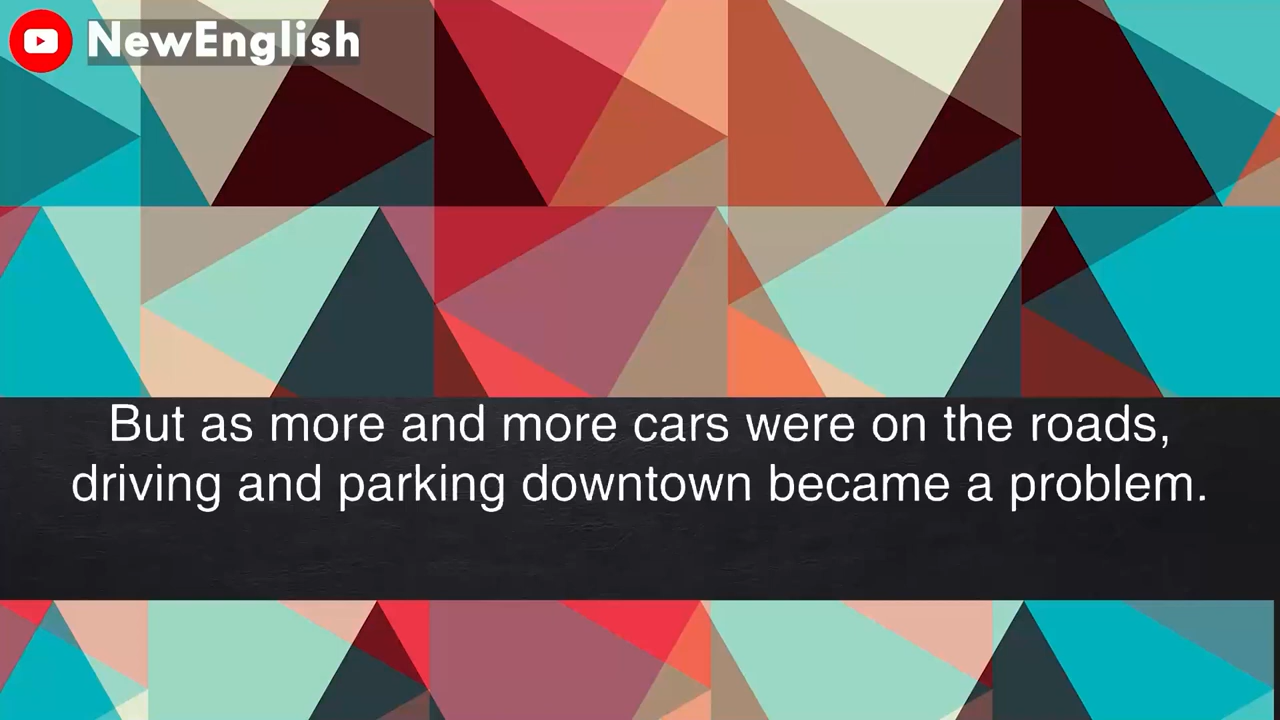 NewEnglish
But as more and more cars were on the roads,
driving and parking downtown became a problem.